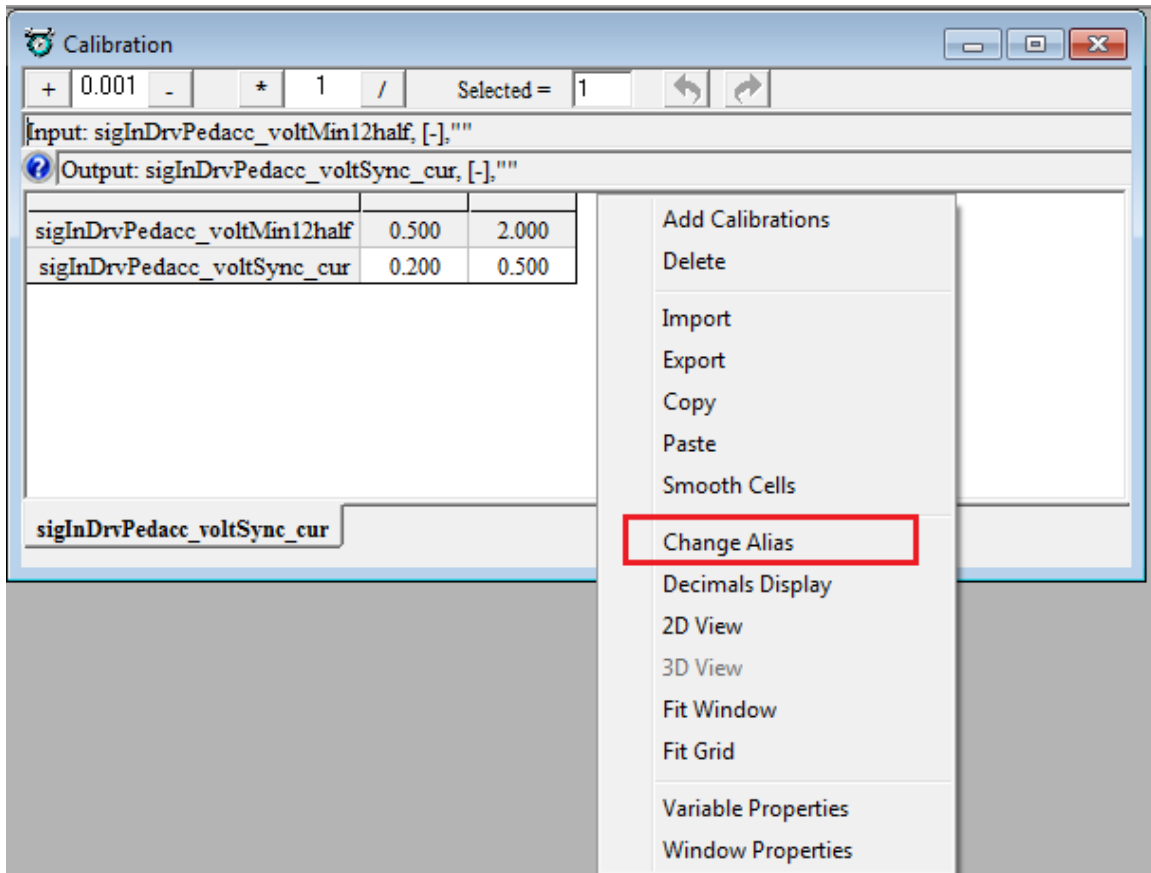 Calibration
+ 0.001 - * 1 / Selected = 1
Input: sigInDrvPedacc_voltMin12half, [-],""
Output: sigInDrvPedacc_voltSync_cur, [-],""
sigInDrvPedacc_voltMin12half 0.500 2.000
sigInDrvPedacc_voltSync_cur 0.200 0.500
sigInDrvPedacc_voltSync_cur
Add Calibrations
Delete
Import
Export
Copy
Paste
Smooth Cells
Change Alias
Decimals Display
2D View
3D View
Fit Window
Fit Grid
Variable Properties
Window Properties